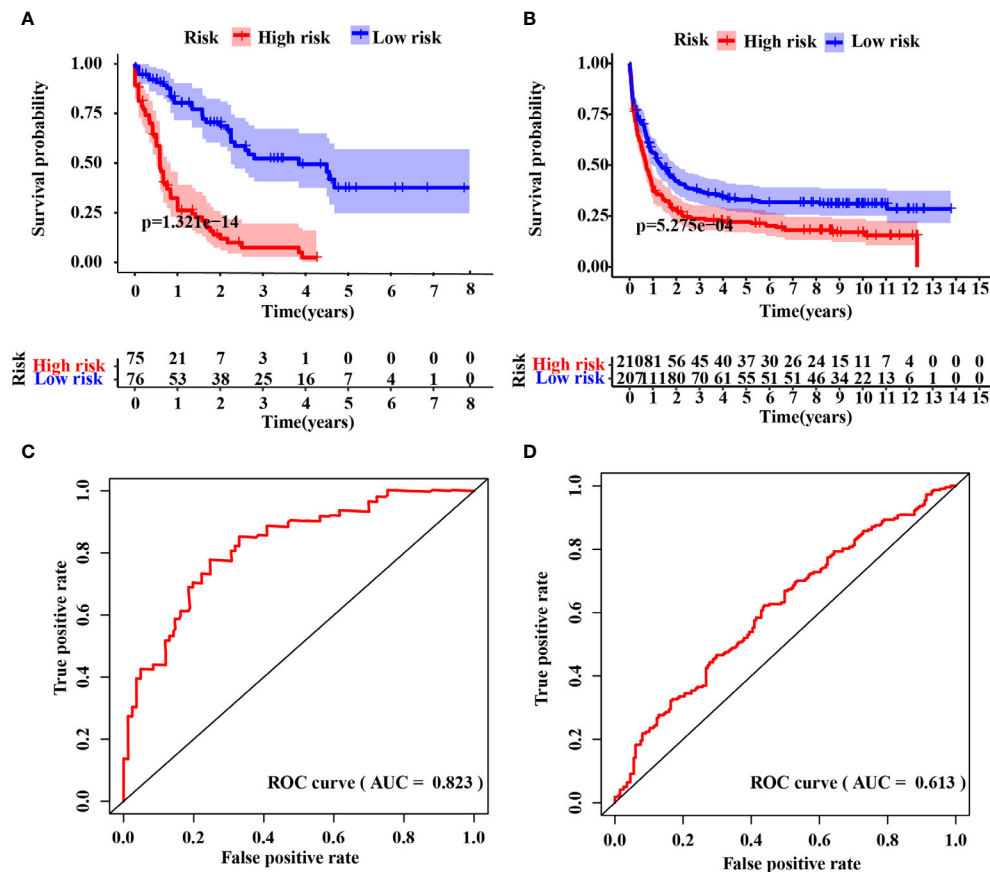 A
Risk High risk Low risk
Survival probability
1.00
0.75
0.50
0.25
0.00
p=1.321e−14
0 1 2 3 4 5 6 7 8
Time(years)
Risk
High risk 75 21 7 3 1 0 0 0 0
Low risk 76 53 38 25 16 7 4 1 0
0 1 2 3 4 5 6 7 8
Time(years)
B
Risk High risk Low risk
Survival probability
1.00
0.75
0.50
0.25
0.00
p=5.275e−04
0 1 2 3 4 5 6 7 8 9 10 11 12 13 14 15
Time(years)
Risk
High risk 210 81 56 45 40 37 30 26 24 15 11 7 4 0 0 0
Low risk 207 111 80 70 61 55 51 51 46 34 22 13 6 1 0 0
0 1 2 3 4 5 6 7 8 9 10 11 12 13 14 15
Time(years)
C
True positive rate
1.0
0.8
0.6
0.4
0.2
0.0
ROC curve ( AUC = 0.823 )
0.0 0.2 0.4 0.6 0.8 1.0
False positive rate
D
True positive rate
1.0
0.8
0.6
0.4
0.2
0.0
ROC curve ( AUC = 0.613 )
0.0 0.2 0.4 0.6 0.8 1.0
False positive rate